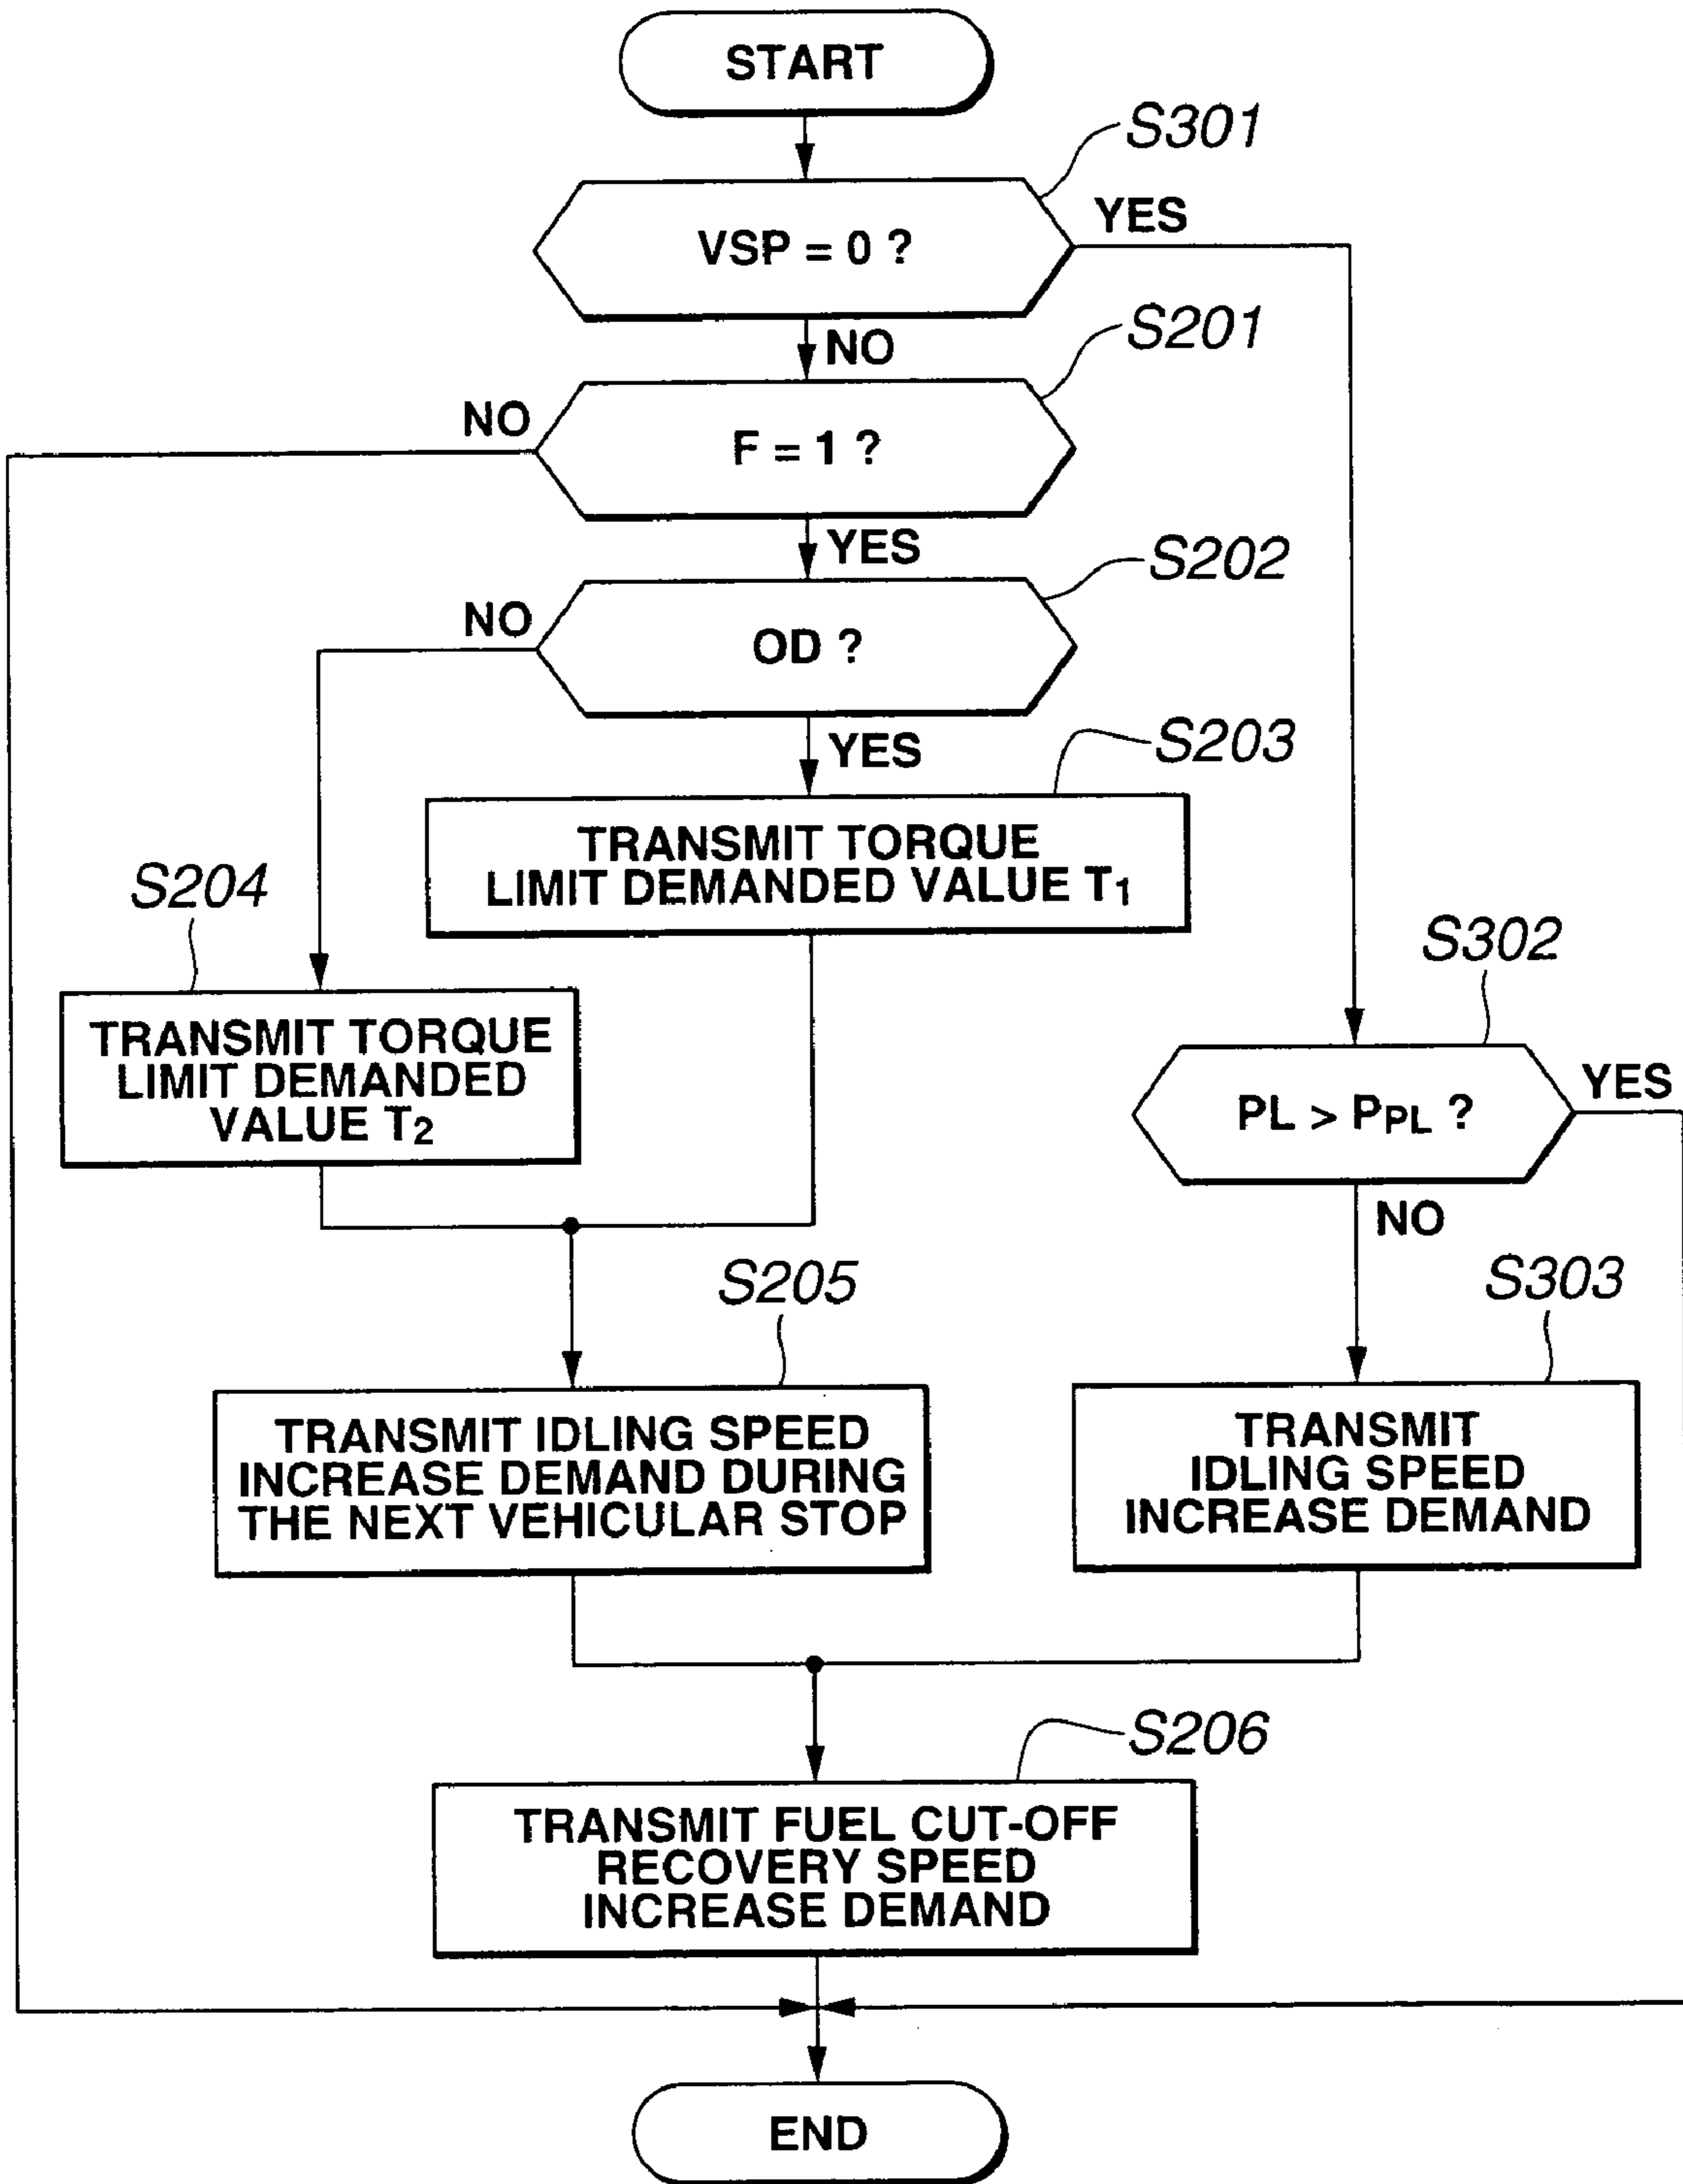 START
S301
VSP = 0 ?
YES
NO
S201
F = 1 ?
NO
YES
S202
OD ?
NO
YES
S203
TRANSMIT TORQUE
LIMIT DEMANDED VALUE T1
S204
TRANSMIT TORQUE
LIMIT DEMANDED
VALUE T2
S302
PL > PPL ?
YES
NO
S205
TRANSMIT IDLING SPEED
INCREASE DEMAND DURING
THE NEXT VEHICULAR STOP
S303
TRANSMIT
IDLING SPEED
INCREASE DEMAND
S206
TRANSMIT FUEL CUT-OFF
RECOVERY SPEED
INCREASE DEMAND
END